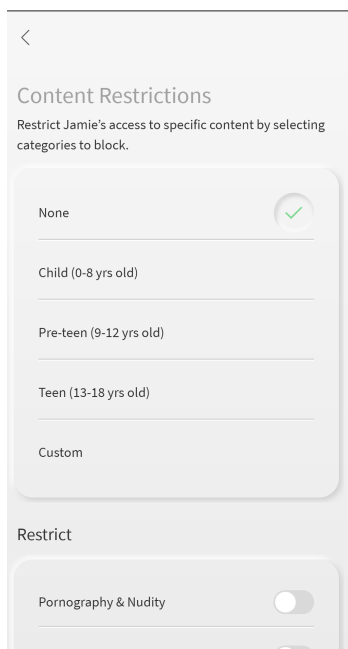 Content Restrictions
Restrict Jamie's access to specific content by selecting
categories to block.
None
Child (0-8 yrs old)
Pre-teen (9-12 yrs old)
Teen (13-18 yrs old)
Custom
Restrict
Pornography & Nudity